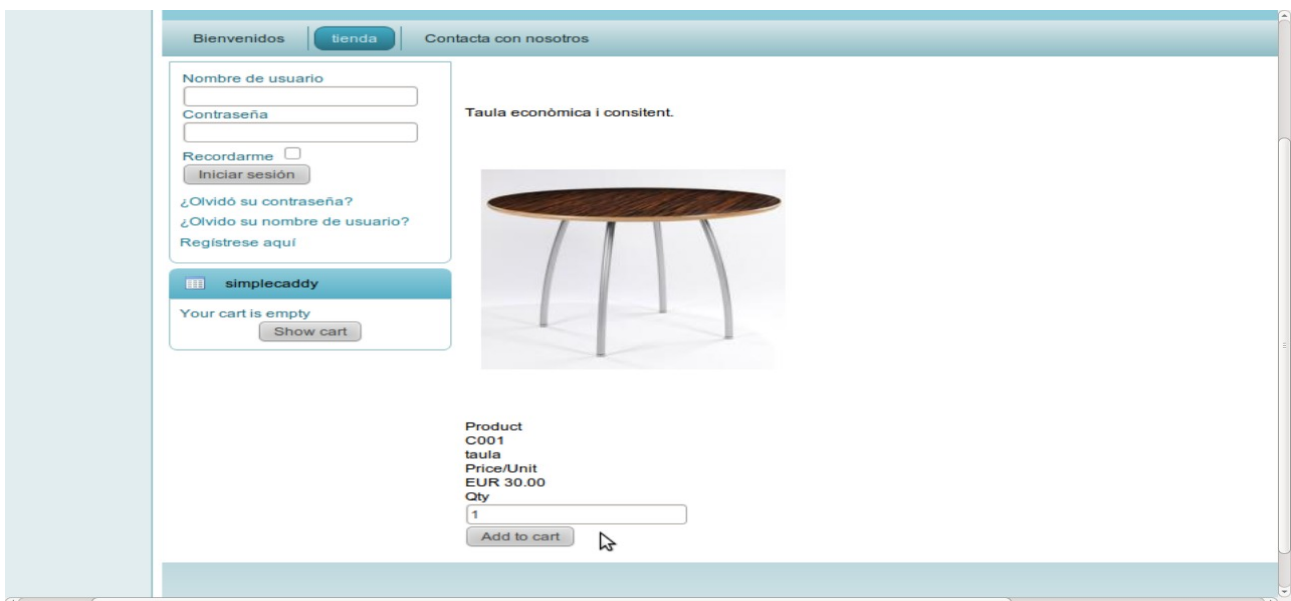 Bienvenidos tienda Contacta con nosotros
Nombre de usuario
Contraseña
Recordarme
Iniciar sesión
¿Olvidó su contraseña?
¿Olvido su nombre de usuario?
Regístrese aquí
simplecaddy
Your cart is empty
Show cart
Taula econòmica i consitent.
Product
C001
taula
Price/Unit
EUR 30.00
Qty
1
Add to cart